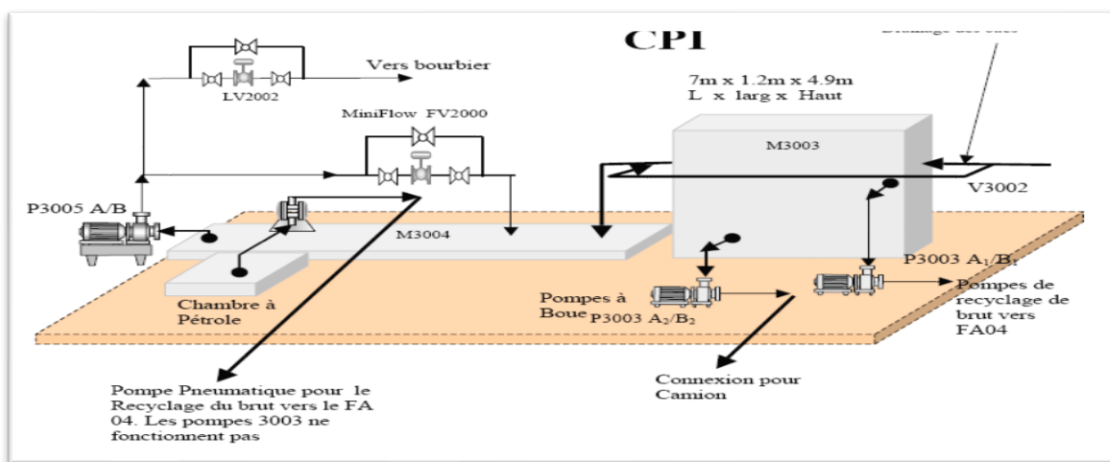 CPI
Vers bourbier
LV2002
7m x 1.2m x 4.9m
L x larg x Haut
MiniFlow FV2000
M3003
V3002
P3005 A/B
M3004
P3003 A₁/B₁
Pompes de
recyclage de
brut vers
FA04
Chambre à
Pétrole
Pompes à
Boue
P3003 A₂/B₂
Pompe Pneumatique pour le
Recyclage du brut vers le FA
04. Les pompes 3003 ne
fonctionnent pas
Connexion pour
Camion